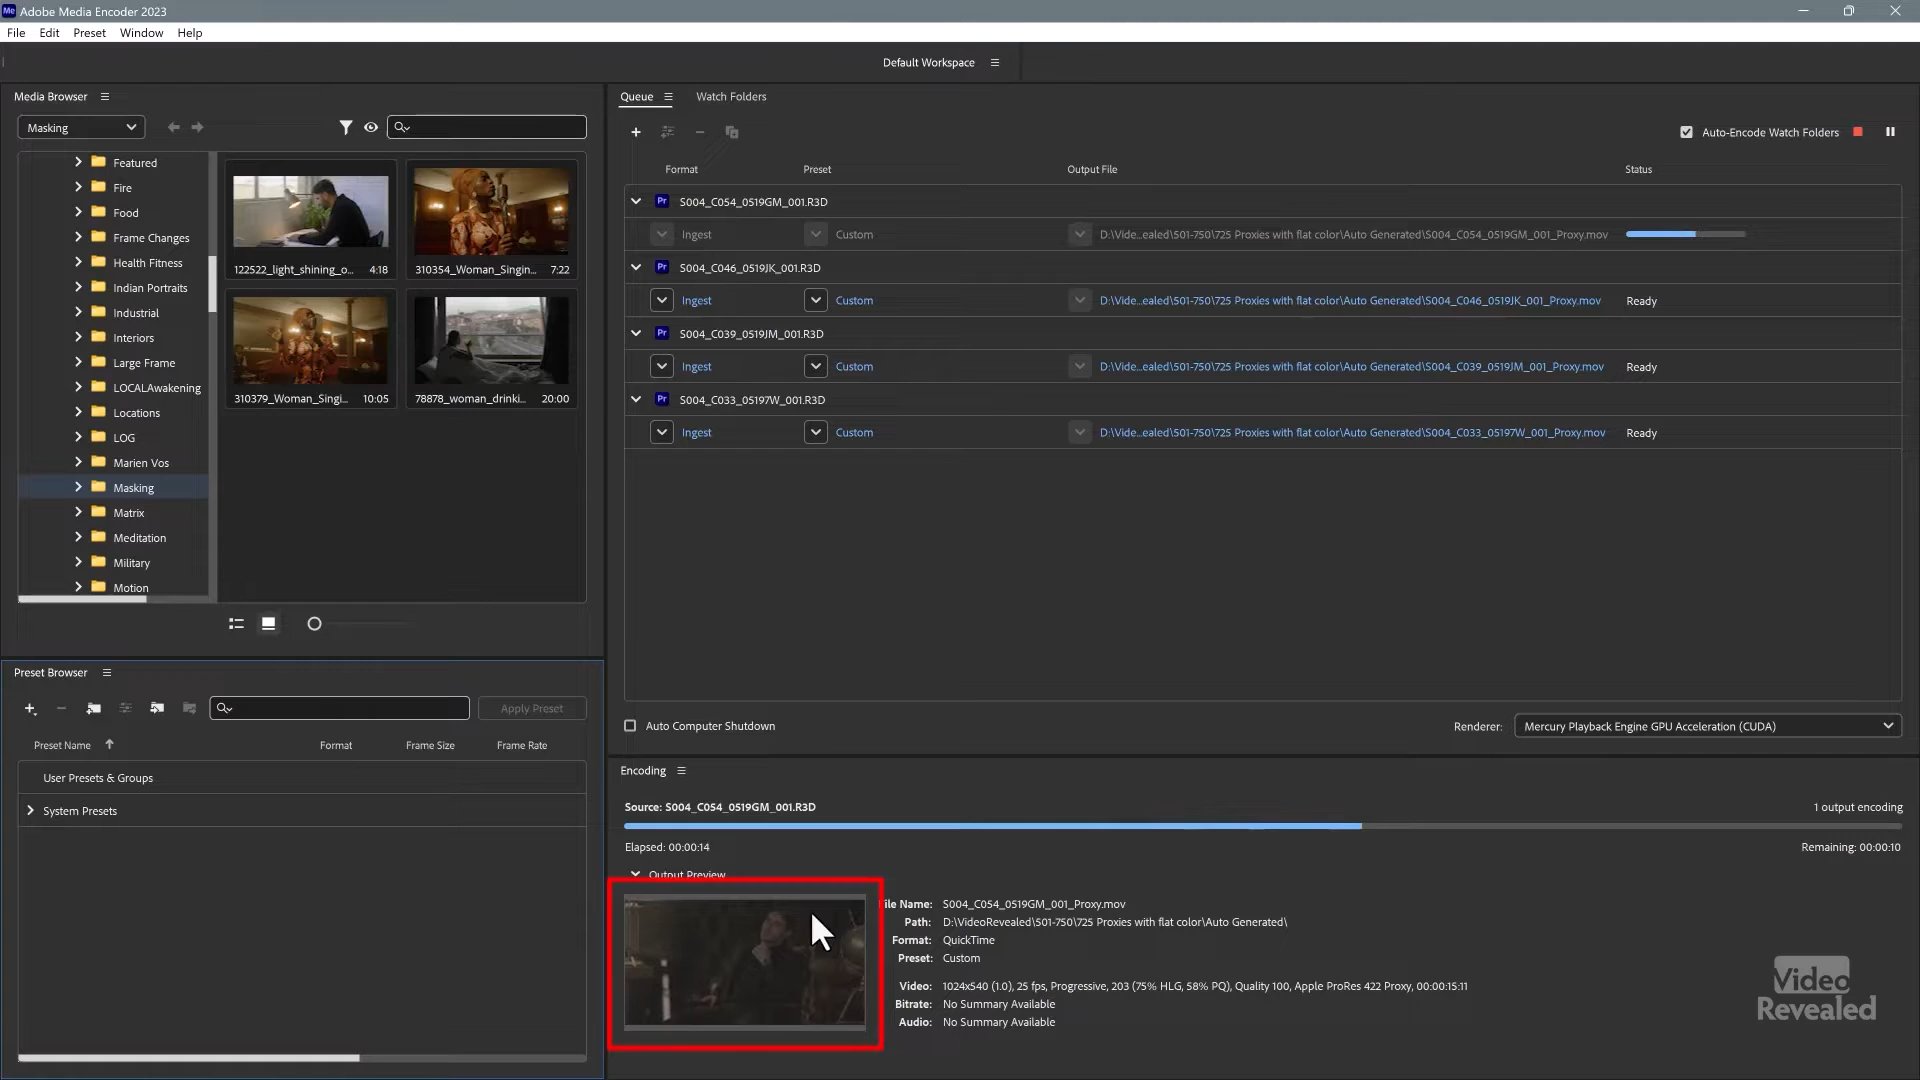 Me Adobe Media Encoder 2023
File Edit Preset Window Help
Default Workspace
Media Browser
Masking
Featured
Fire
Food
Frame Changes
Health Fitness
Indian Portraits
Industrial
Interiors
Large Frame
LOCALAwakening
Locations
LOG
Marien Vos
Masking
Matrix
Meditation
Military
Motion
122522_light_shining_o... 4:18
310354_Woman_Singin... 7:22
310379_Woman_Singi... 10:05
78878_woman_drinki... 20:00
Queue Watch Folders
Auto-Encode Watch Folders
Format Preset Output File Status
Pr S004_C054_0519GM_001.R3D
Ingest Custom D:\Vide...ealed\501-750\725 Proxies with flat color\Auto Generated\S004_C054_0519GM_001_Proxy.mov
Pr S004_C046_0519JK_001.R3D
Ingest Custom D:\Vide...ealed\501-750\725 Proxies with flat color\Auto Generated\S004_C046_0519JK_001_Proxy.mov Ready
Pr S004_C039_0519JM_001.R3D
Ingest Custom D:\Vide...ealed\501-750\725 Proxies with flat color\Auto Generated\S004_C039_0519JM_001_Proxy.mov Ready
Pr S004_C033_05197W_001.R3D
Ingest Custom D:\Vide...ealed\501-750\725 Proxies with flat color\Auto Generated\S004_C033_05197W_001_Proxy.mov Ready
Auto Computer Shutdown
Renderer: Mercury Playback Engine GPU Acceleration (CUDA)
Preset Browser
Apply Preset
Preset Name Format Frame Size Frame Rate
User Presets & Groups
System Presets
Encoding
Source: S004_C054_0519GM_001.R3D 1 output encoding
Elapsed: 00:00:14 Remaining: 00:00:10
Output Preview
ile Name: S004_C054_0519GM_001_Proxy.mov
Path: D:\VideoRevealed\501-750\725 Proxies with flat color\Auto Generated\
Format: QuickTime
Preset: Custom
Video: 1024x540 (1.0), 25 fps, Progressive, 203 (75% HLG, 58% PQ), Quality 100, Apple ProRes 422 Proxy, 00:00:15:11
Bitrate: No Summary Available
Audio: No Summary Available
Video
Revealed